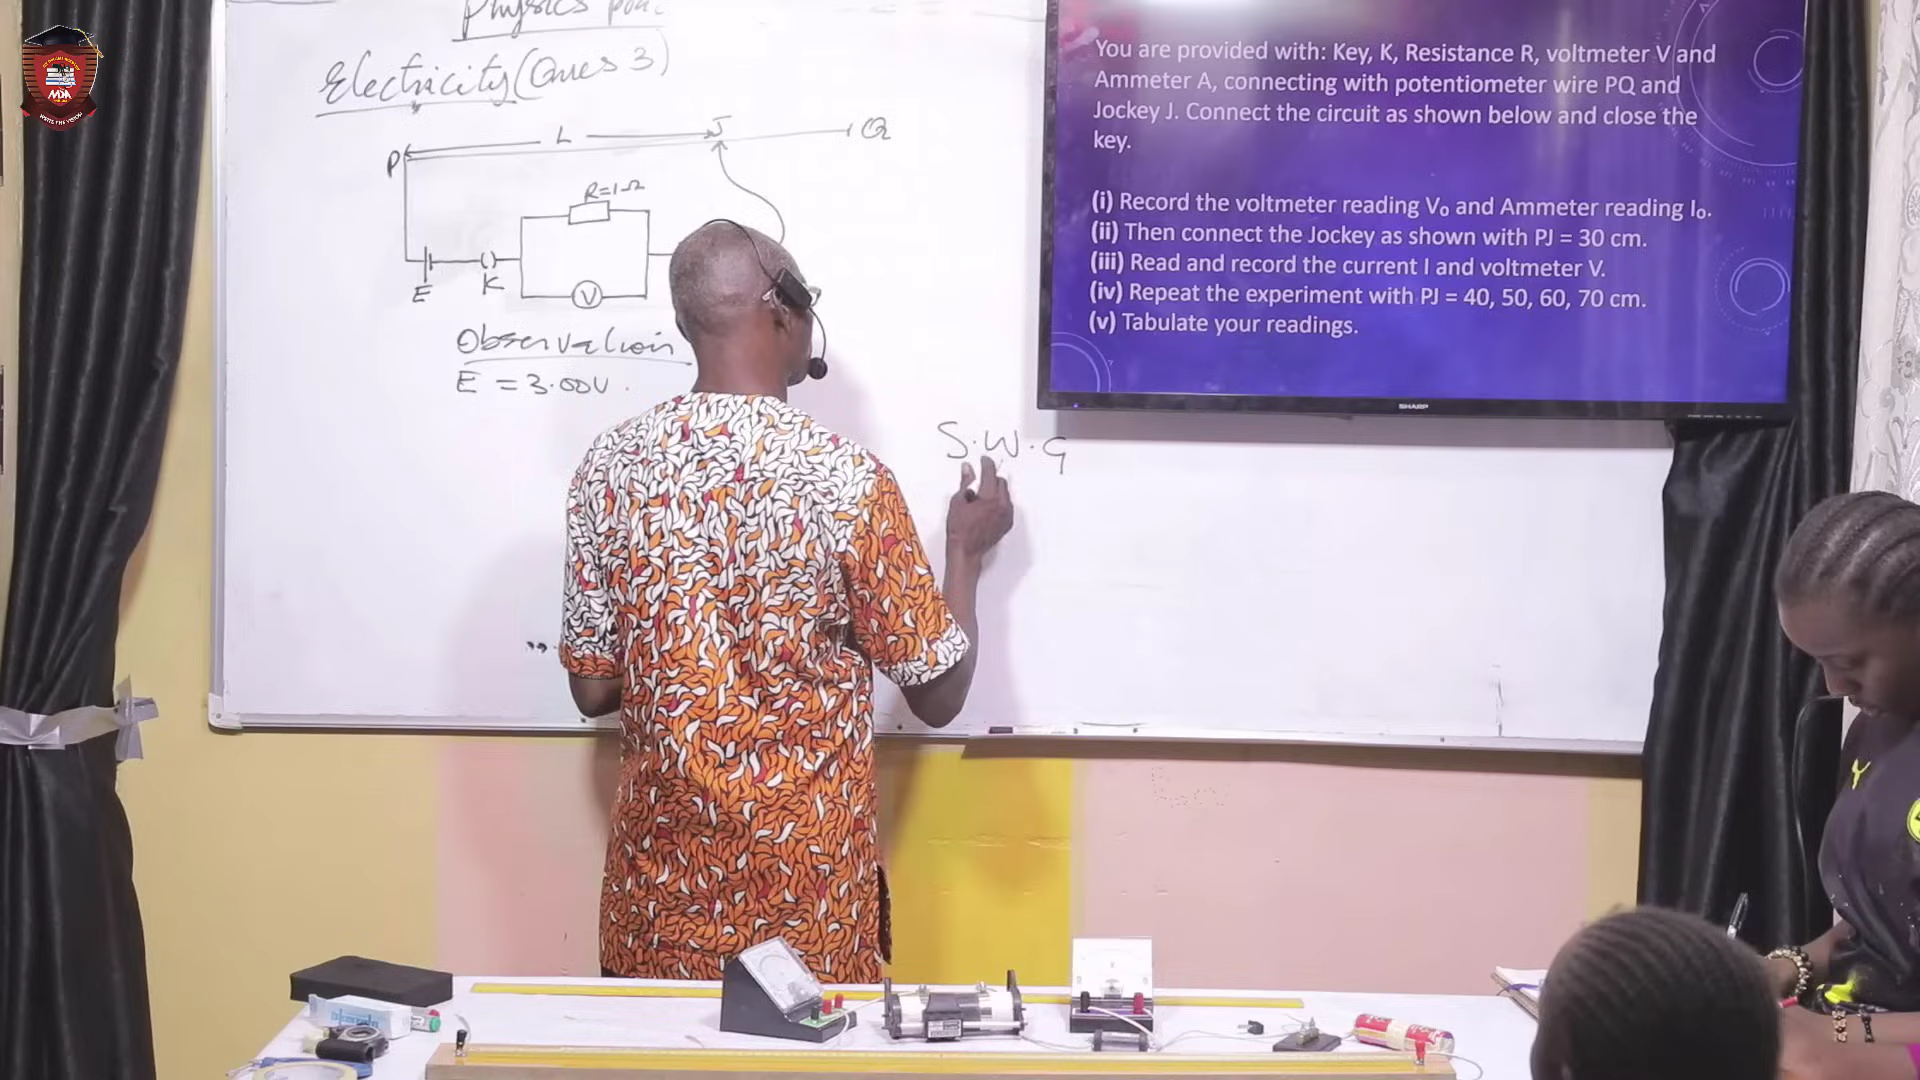 Physics
Electricity (Ques 3)
L
J
Q
P
R=1Ω
E
K
V
Observation
E = 3.00V.
S.W.G
You are provided with: Key, K, Resistance R, voltmeter V and
Ammeter A, connecting with potentiometer wire PQ and
Jockey J. Connect the circuit as shown below and close the
key.
(i) Record the voltmeter reading V₀ and Ammeter reading I₀.
(ii) Then connect the Jockey as shown with PJ = 30 cm.
(iii) Read and record the current I and voltmeter V.
(iv) Repeat the experiment with PJ = 40, 50, 60, 70 cm.
(v) Tabulate your readings.
SHARP
MDM